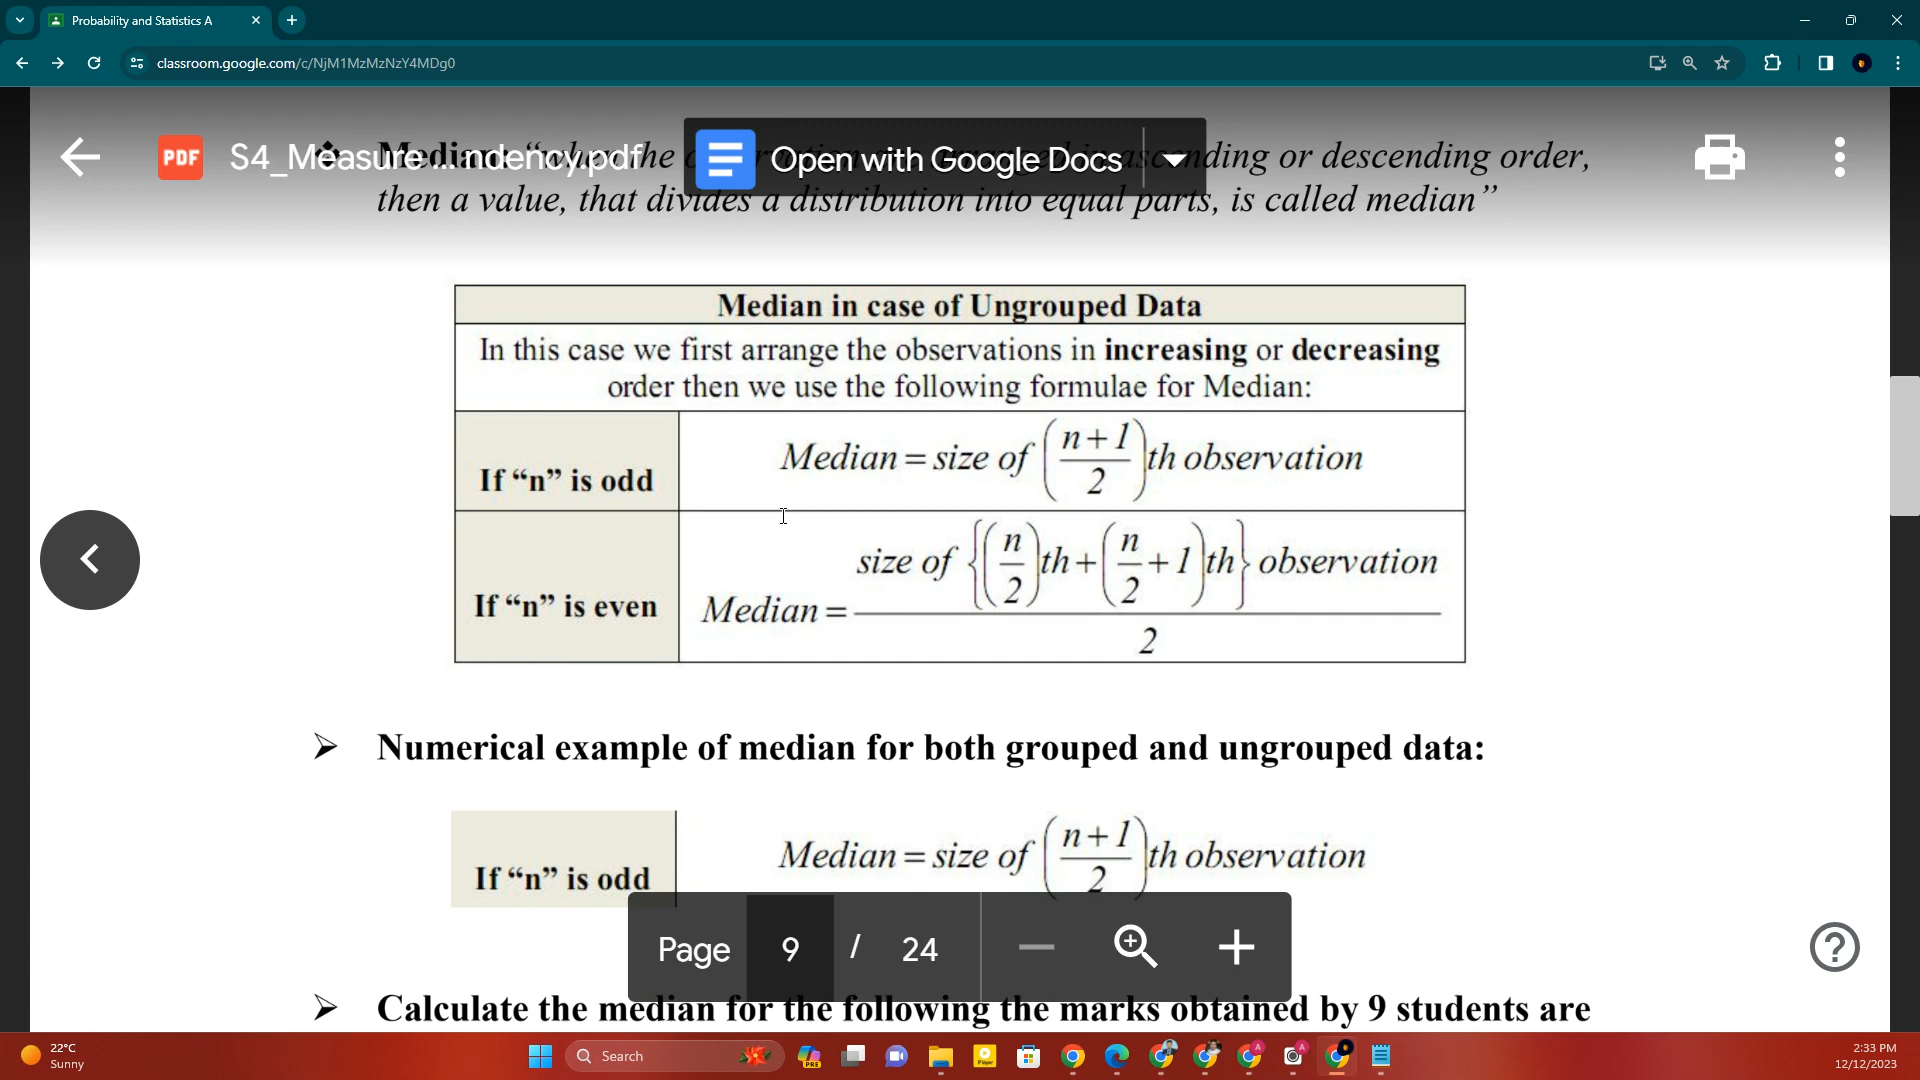 Probability and Statistics A
classroom.google.com/c/NjM1MzMzNzY4MDg0
PDF S4_Measure ... ndency.pdf
Open with Google Docs
Median: "when the ascending or descending order,
then a value, that divides a distribution into equal parts, is called median"
Median in case of Ungrouped Data
In this case we first arrange the observations in increasing or decreasing
order then we use the following formulae for Median:
If "n" is odd
Median = size of ((n+1)/2)th observation
If "n" is even
Median = size of {(n/2)th + (n/2 + 1)th} observation / 2
➢ Numerical example of median for both grouped and ungrouped data:
If "n" is odd
Median = size of ((n+1)/2)th observation
Page 9 / 24
➢ Calculate the median for the following the marks obtained by 9 students are
22°C
Sunny
Search
PRE
2:33 PM
12/12/2023